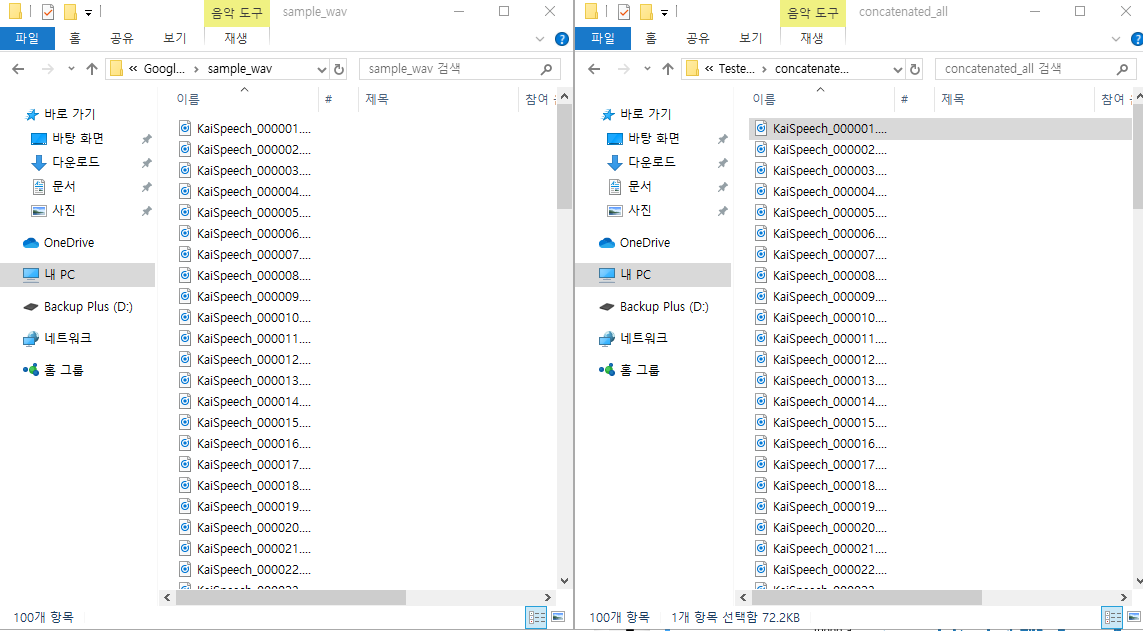 음악 도구 sample_wav
파일 홈 공유 보기 재생
« Googl... › sample_wav
sample_wav 검색
이름 # 제목 참여
바로 가기
바탕 화면
다운로드
문서
사진
OneDrive
내 PC
Backup Plus (D:)
네트워크
홈 그룹
KaiSpeech_000001....
KaiSpeech_000002....
KaiSpeech_000003....
KaiSpeech_000004....
KaiSpeech_000005....
KaiSpeech_000006....
KaiSpeech_000007....
KaiSpeech_000008....
KaiSpeech_000009....
KaiSpeech_000010....
KaiSpeech_000011....
KaiSpeech_000012....
KaiSpeech_000013....
KaiSpeech_000014....
KaiSpeech_000015....
KaiSpeech_000016....
KaiSpeech_000017....
KaiSpeech_000018....
KaiSpeech_000019....
KaiSpeech_000020....
KaiSpeech_000021....
KaiSpeech_000022....
100개 항목
음악 도구 concatenated_all
파일 홈 공유 보기 재생
« Teste... › concatenate...
concatenated_all 검색
이름 # 제목 참여
바로 가기
바탕 화면
다운로드
문서
사진
OneDrive
내 PC
Backup Plus (D:)
네트워크
홈 그룹
KaiSpeech_000001....
KaiSpeech_000002....
KaiSpeech_000003....
KaiSpeech_000004....
KaiSpeech_000005....
KaiSpeech_000006....
KaiSpeech_000007....
KaiSpeech_000008....
KaiSpeech_000009....
KaiSpeech_000010....
KaiSpeech_000011....
KaiSpeech_000012....
KaiSpeech_000013....
KaiSpeech_000014....
KaiSpeech_000015....
KaiSpeech_000016....
KaiSpeech_000017....
KaiSpeech_000018....
KaiSpeech_000019....
KaiSpeech_000020....
KaiSpeech_000021....
KaiSpeech_000022....
100개 항목 1개 항목 선택함 72.2KB